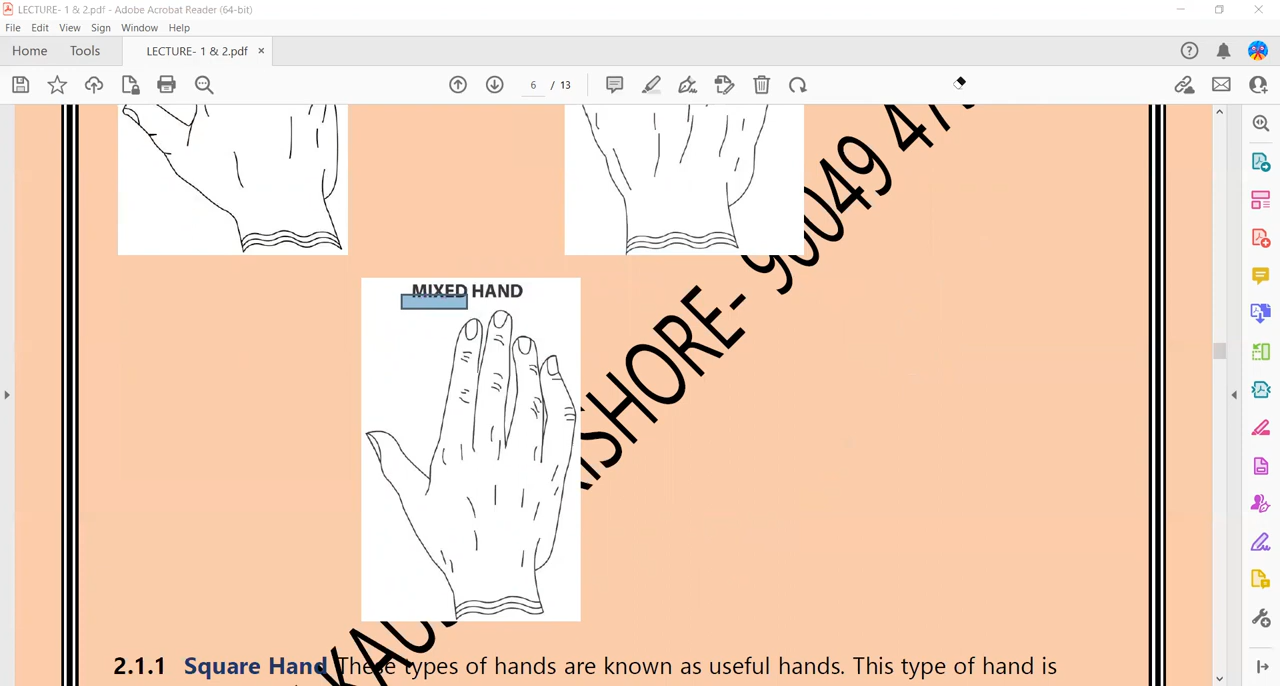 LECTURE- 1 & 2.pdf - Adobe Acrobat Reader (64-bit)
File Edit View Sign Window Help
Home Tools LECTURE- 1 & 2.pdf ×
6 / 13
MIXED HAND
KISHORE- 90049
2.1.1 Square Hand These types of hands are known as useful hands. This type of hand is